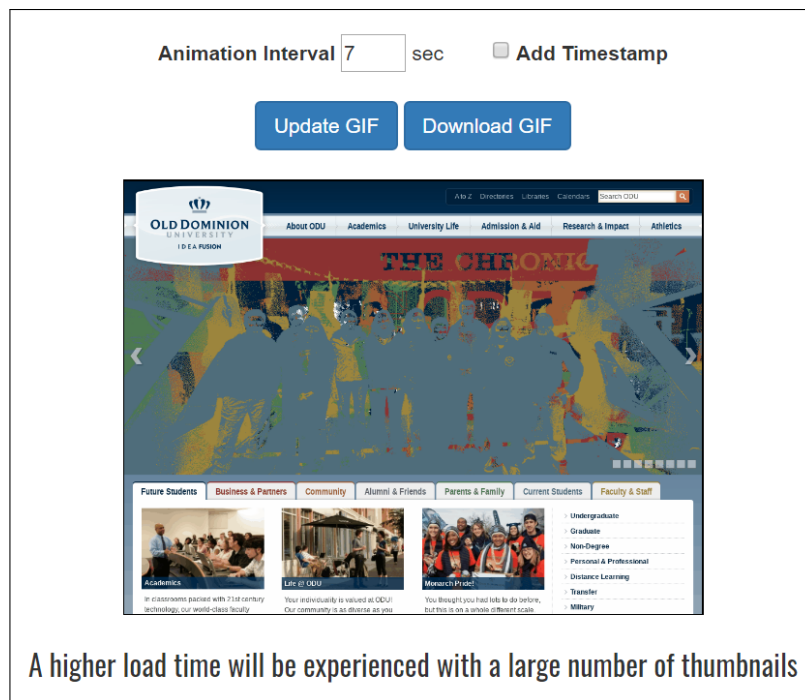 Animation Interval 7 sec Add Timestamp
Update GIF Download GIF
A to Z Directories Libraries Calendars Search ODU
OLD DOMINION
UNIVERSITY
IDEA FUSION
About ODU Academics University Life Admission & Aid Research & Impact Athletics
THE CHRONIC
Future Students Business & Partners Community Alumni & Friends Parents & Family Current Students Faculty & Staff
Academics
In classrooms packed with 21st century
technology, our world-class faculty
Life @ ODU
Your individuality is valued at ODU!
Our community is as diverse as you
Monarch Pride!
You thought you had lots to do before,
but this is on a whole different scale
Undergraduate
Graduate
Non-Degree
Personal & Professional
Distance Learning
Transfer
Military
A higher load time will be experienced with a large number of thumbnails